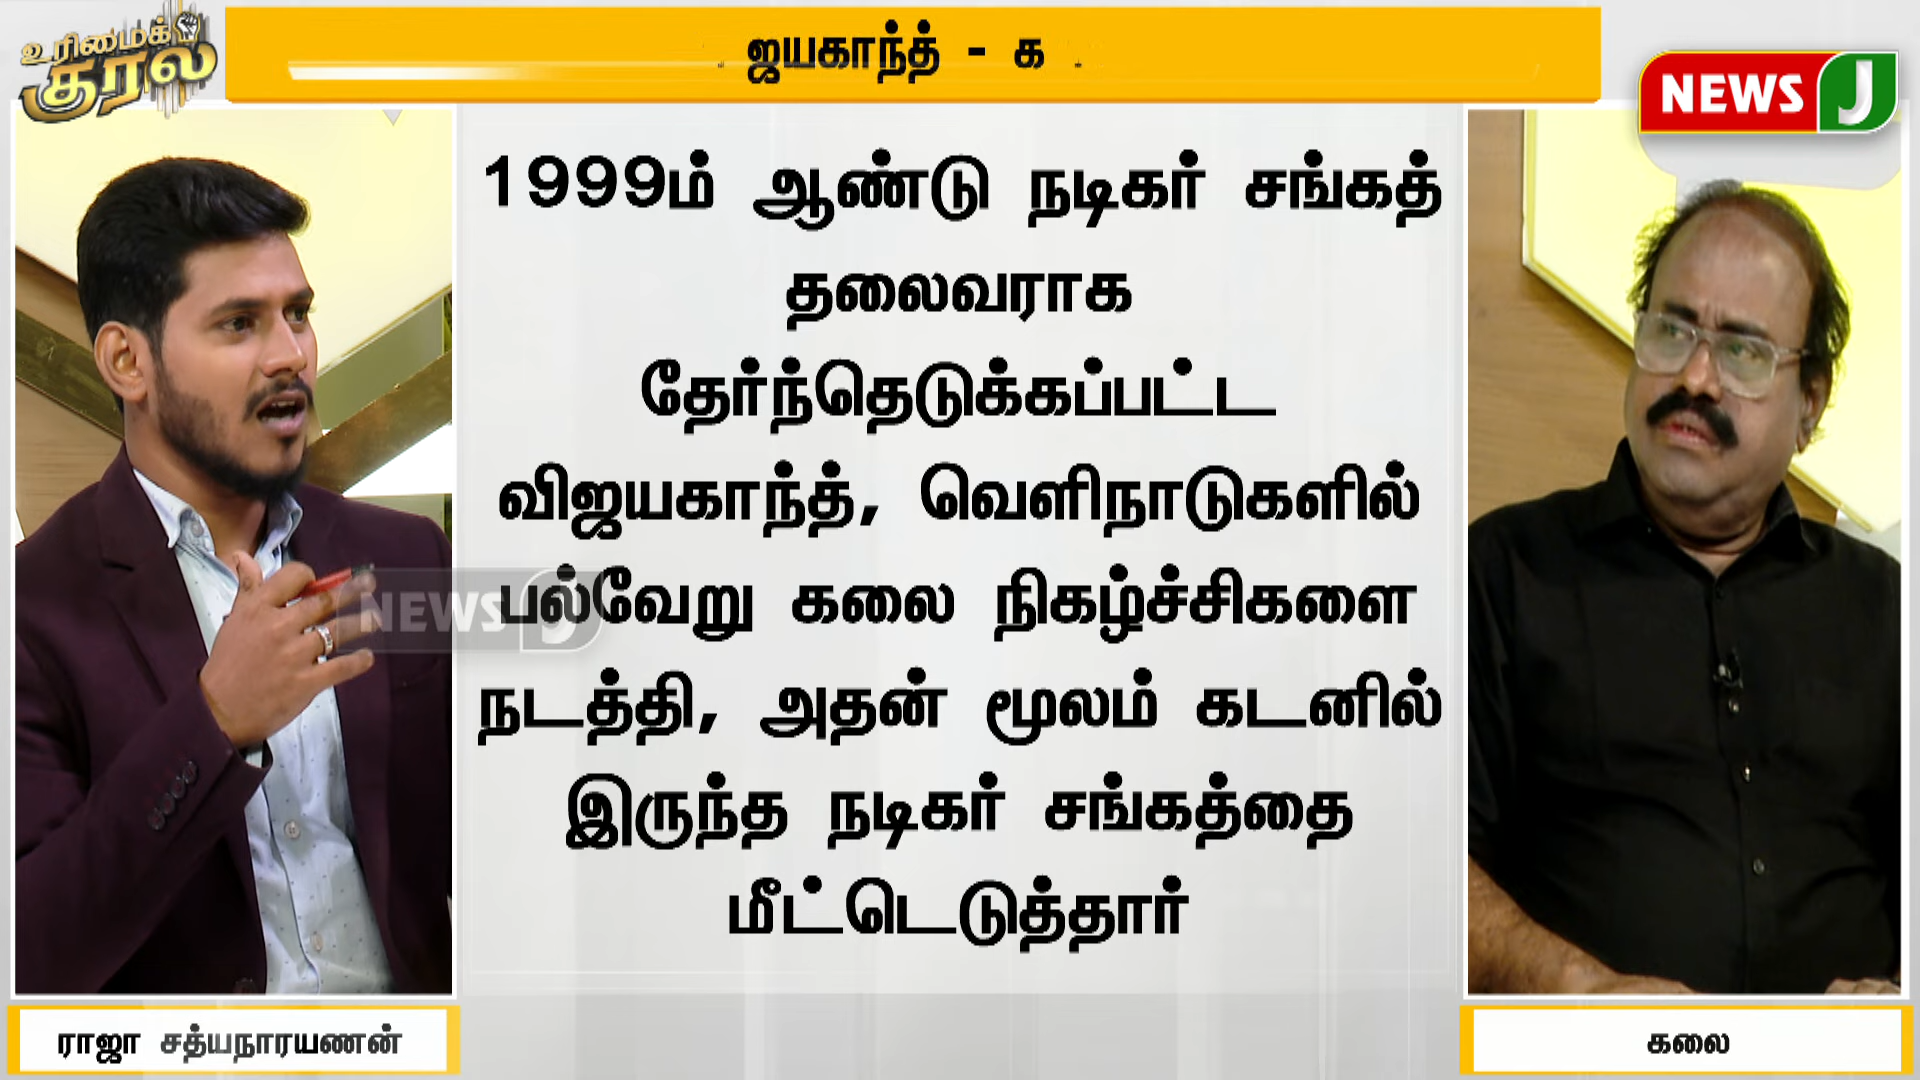 உரிமைக்
குரல்
ஜயகாந்த் - க
NEWS J
1999ம் ஆண்டு நடிகர் சங்கத்
தலைவராக
தேர்ந்தெடுக்கப்பட்ட
விஜயகாந்த், வெளிநாடுகளில்
பல்வேறு கலை நிகழ்ச்சிகளை
NEWS J
நடத்தி, அதன் மூலம் கடனில்
இருந்த நடிகர் சங்கத்தை
மீட்டெடுத்தார்
ராஜா சத்யநாரயணன்
கலை